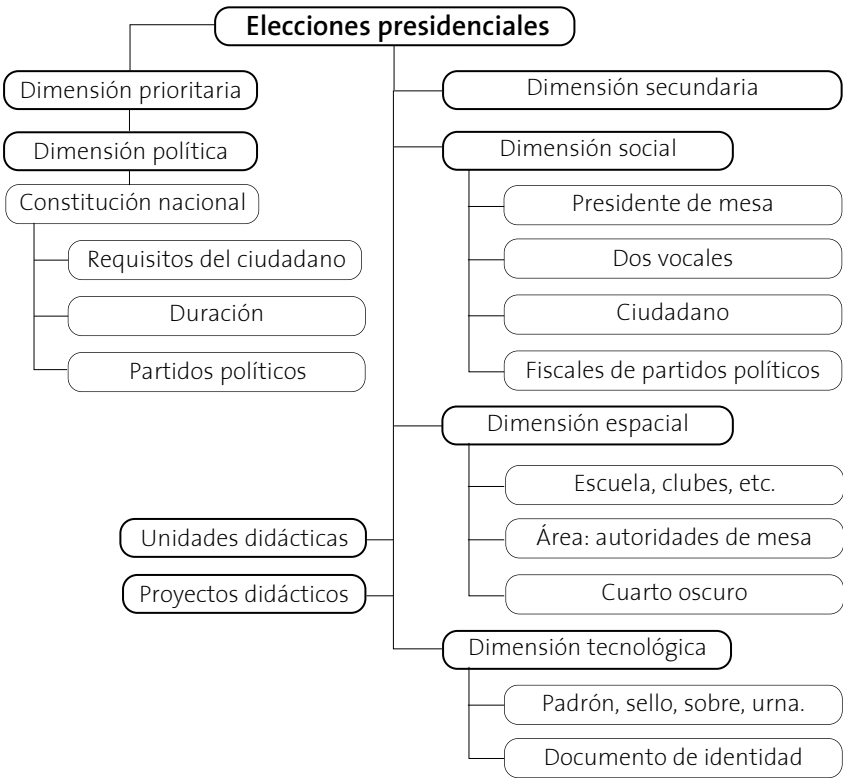 Elecciones presidenciales
Dimensión prioritaria
Dimensión política
Constitución nacional
Requisitos del ciudadano
Duración
Partidos políticos
Unidades didácticas
Proyectos didácticos
Dimensión secundaria
Dimensión social
Presidente de mesa
Dos vocales
Ciudadano
Fiscales de partidos políticos
Dimensión espacial
Escuela, clubes, etc.
Área: autoridades de mesa
Cuarto oscuro
Dimensión tecnológica
Padrón, sello, sobre, urna.
Documento de identidad